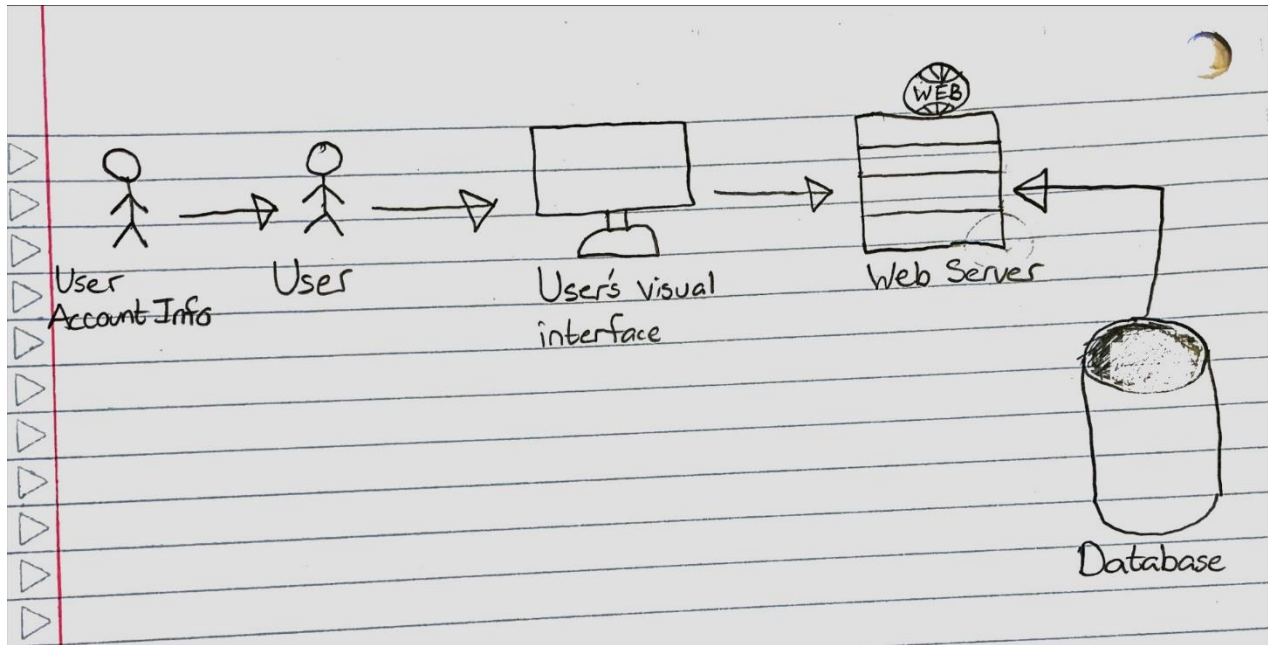 WEB
User
Account Info
User
User's visual
interface
Web Server
Database